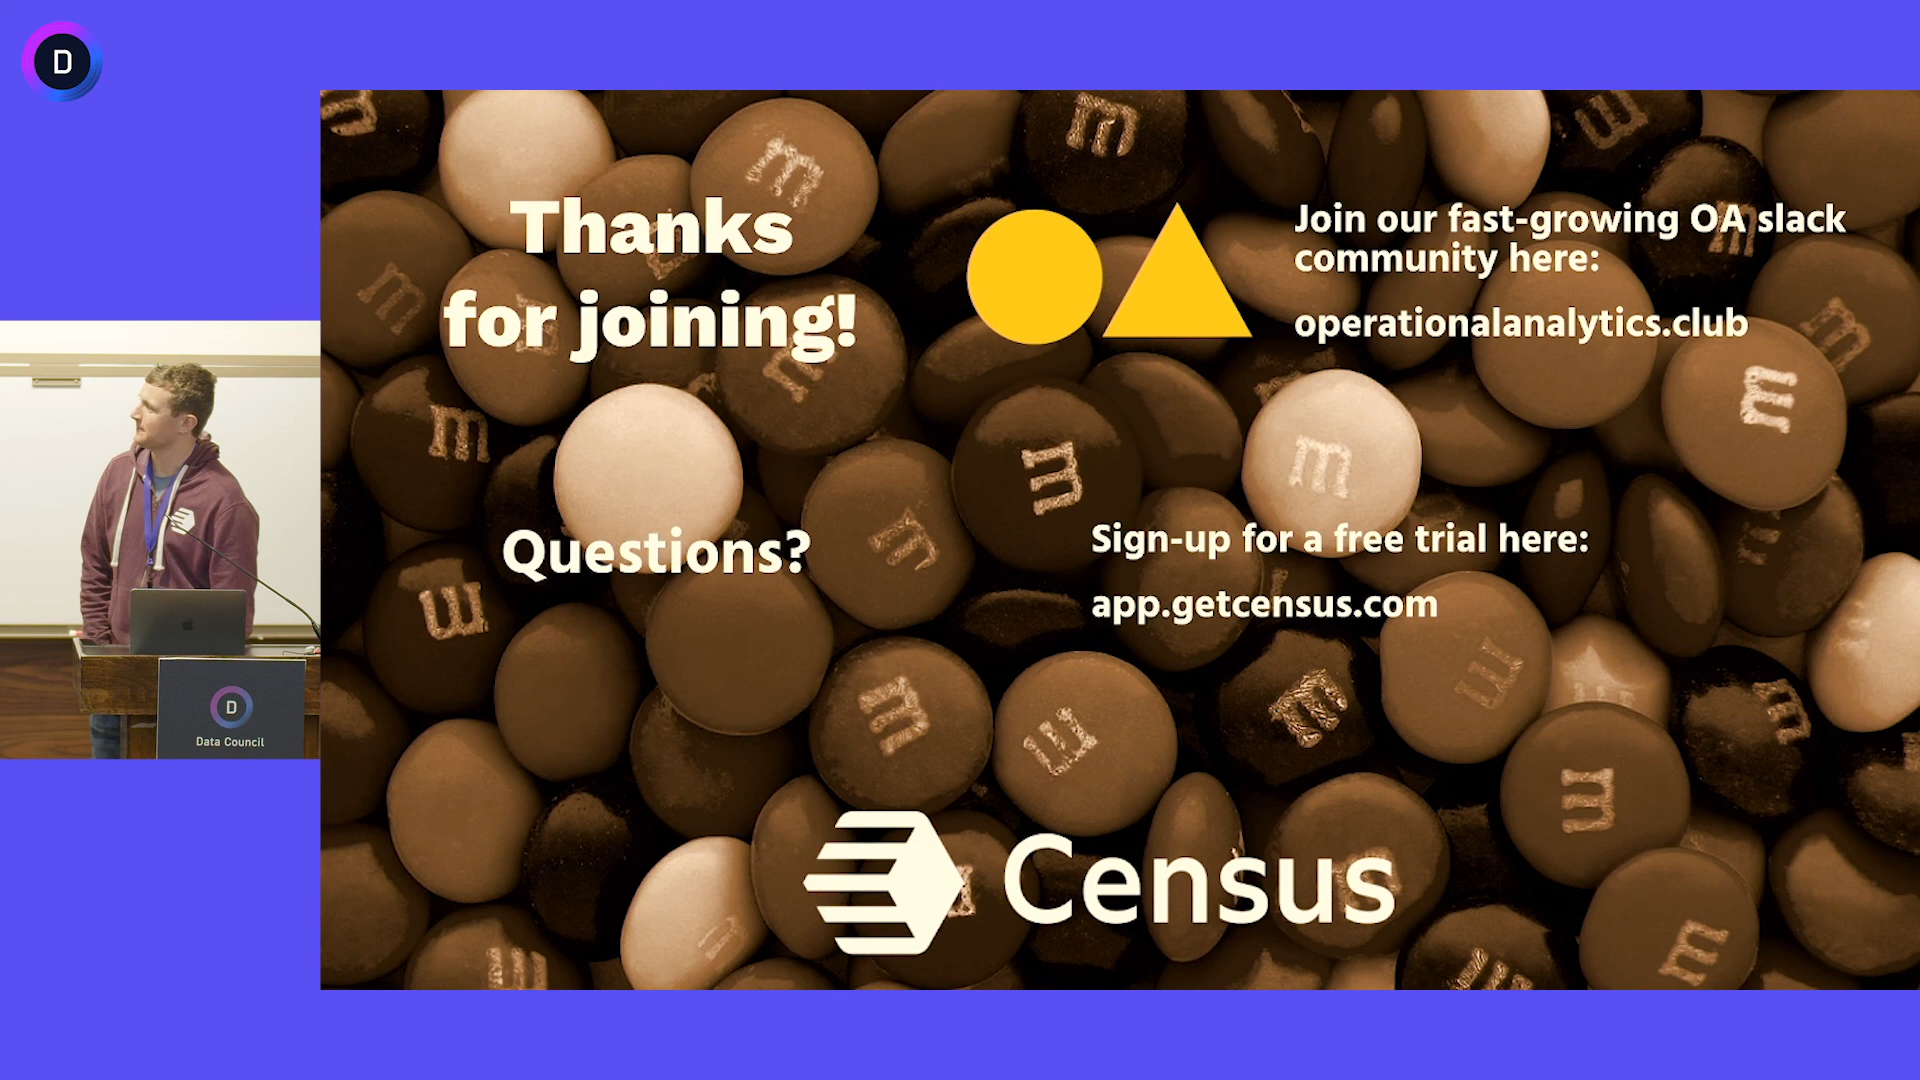 D
Thanks
for joining!
Join our fast-growing OA slack
community here:
operationalanalytics.club
Questions?
Sign-up for a free trial here:
app.getcensus.com
Census
D
Data Council